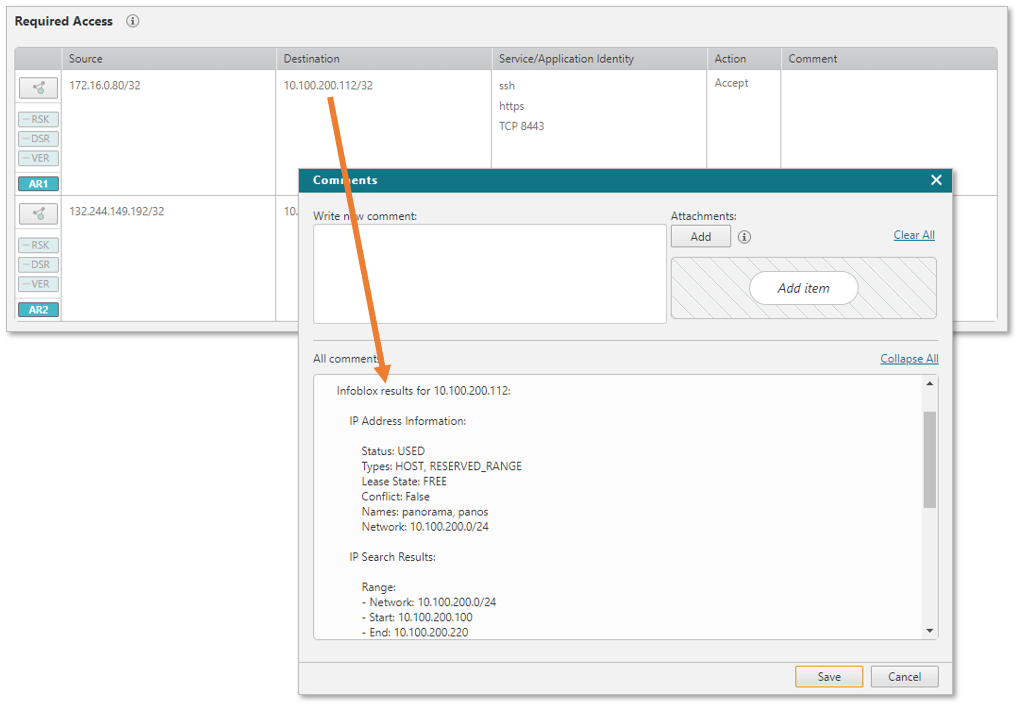 Required Access
Source Destination Service/Application Identity Action Comment
172.16.0.80/32 10.100.200.112/32 ssh Accept
https
TCP 8443
RSK
DSR
VER
AR1
132.244.149.192/32 10.
RSK
DSR
VER
AR2
Comments
Write new comment:
Attachments:
Add
Clear All
Add item
All comments
Collapse All
Infoblox results for 10.100.200.112:
IP Address Information:
Status: USED
Types: HOST, RESERVED_RANGE
Lease State: FREE
Conflict: False
Names: panorama, panos
Network: 10.100.200.0/24
IP Search Results:
Range:
- Network: 10.100.200.0/24
- Start: 10.100.200.100
- End: 10.100.200.220
Save Cancel